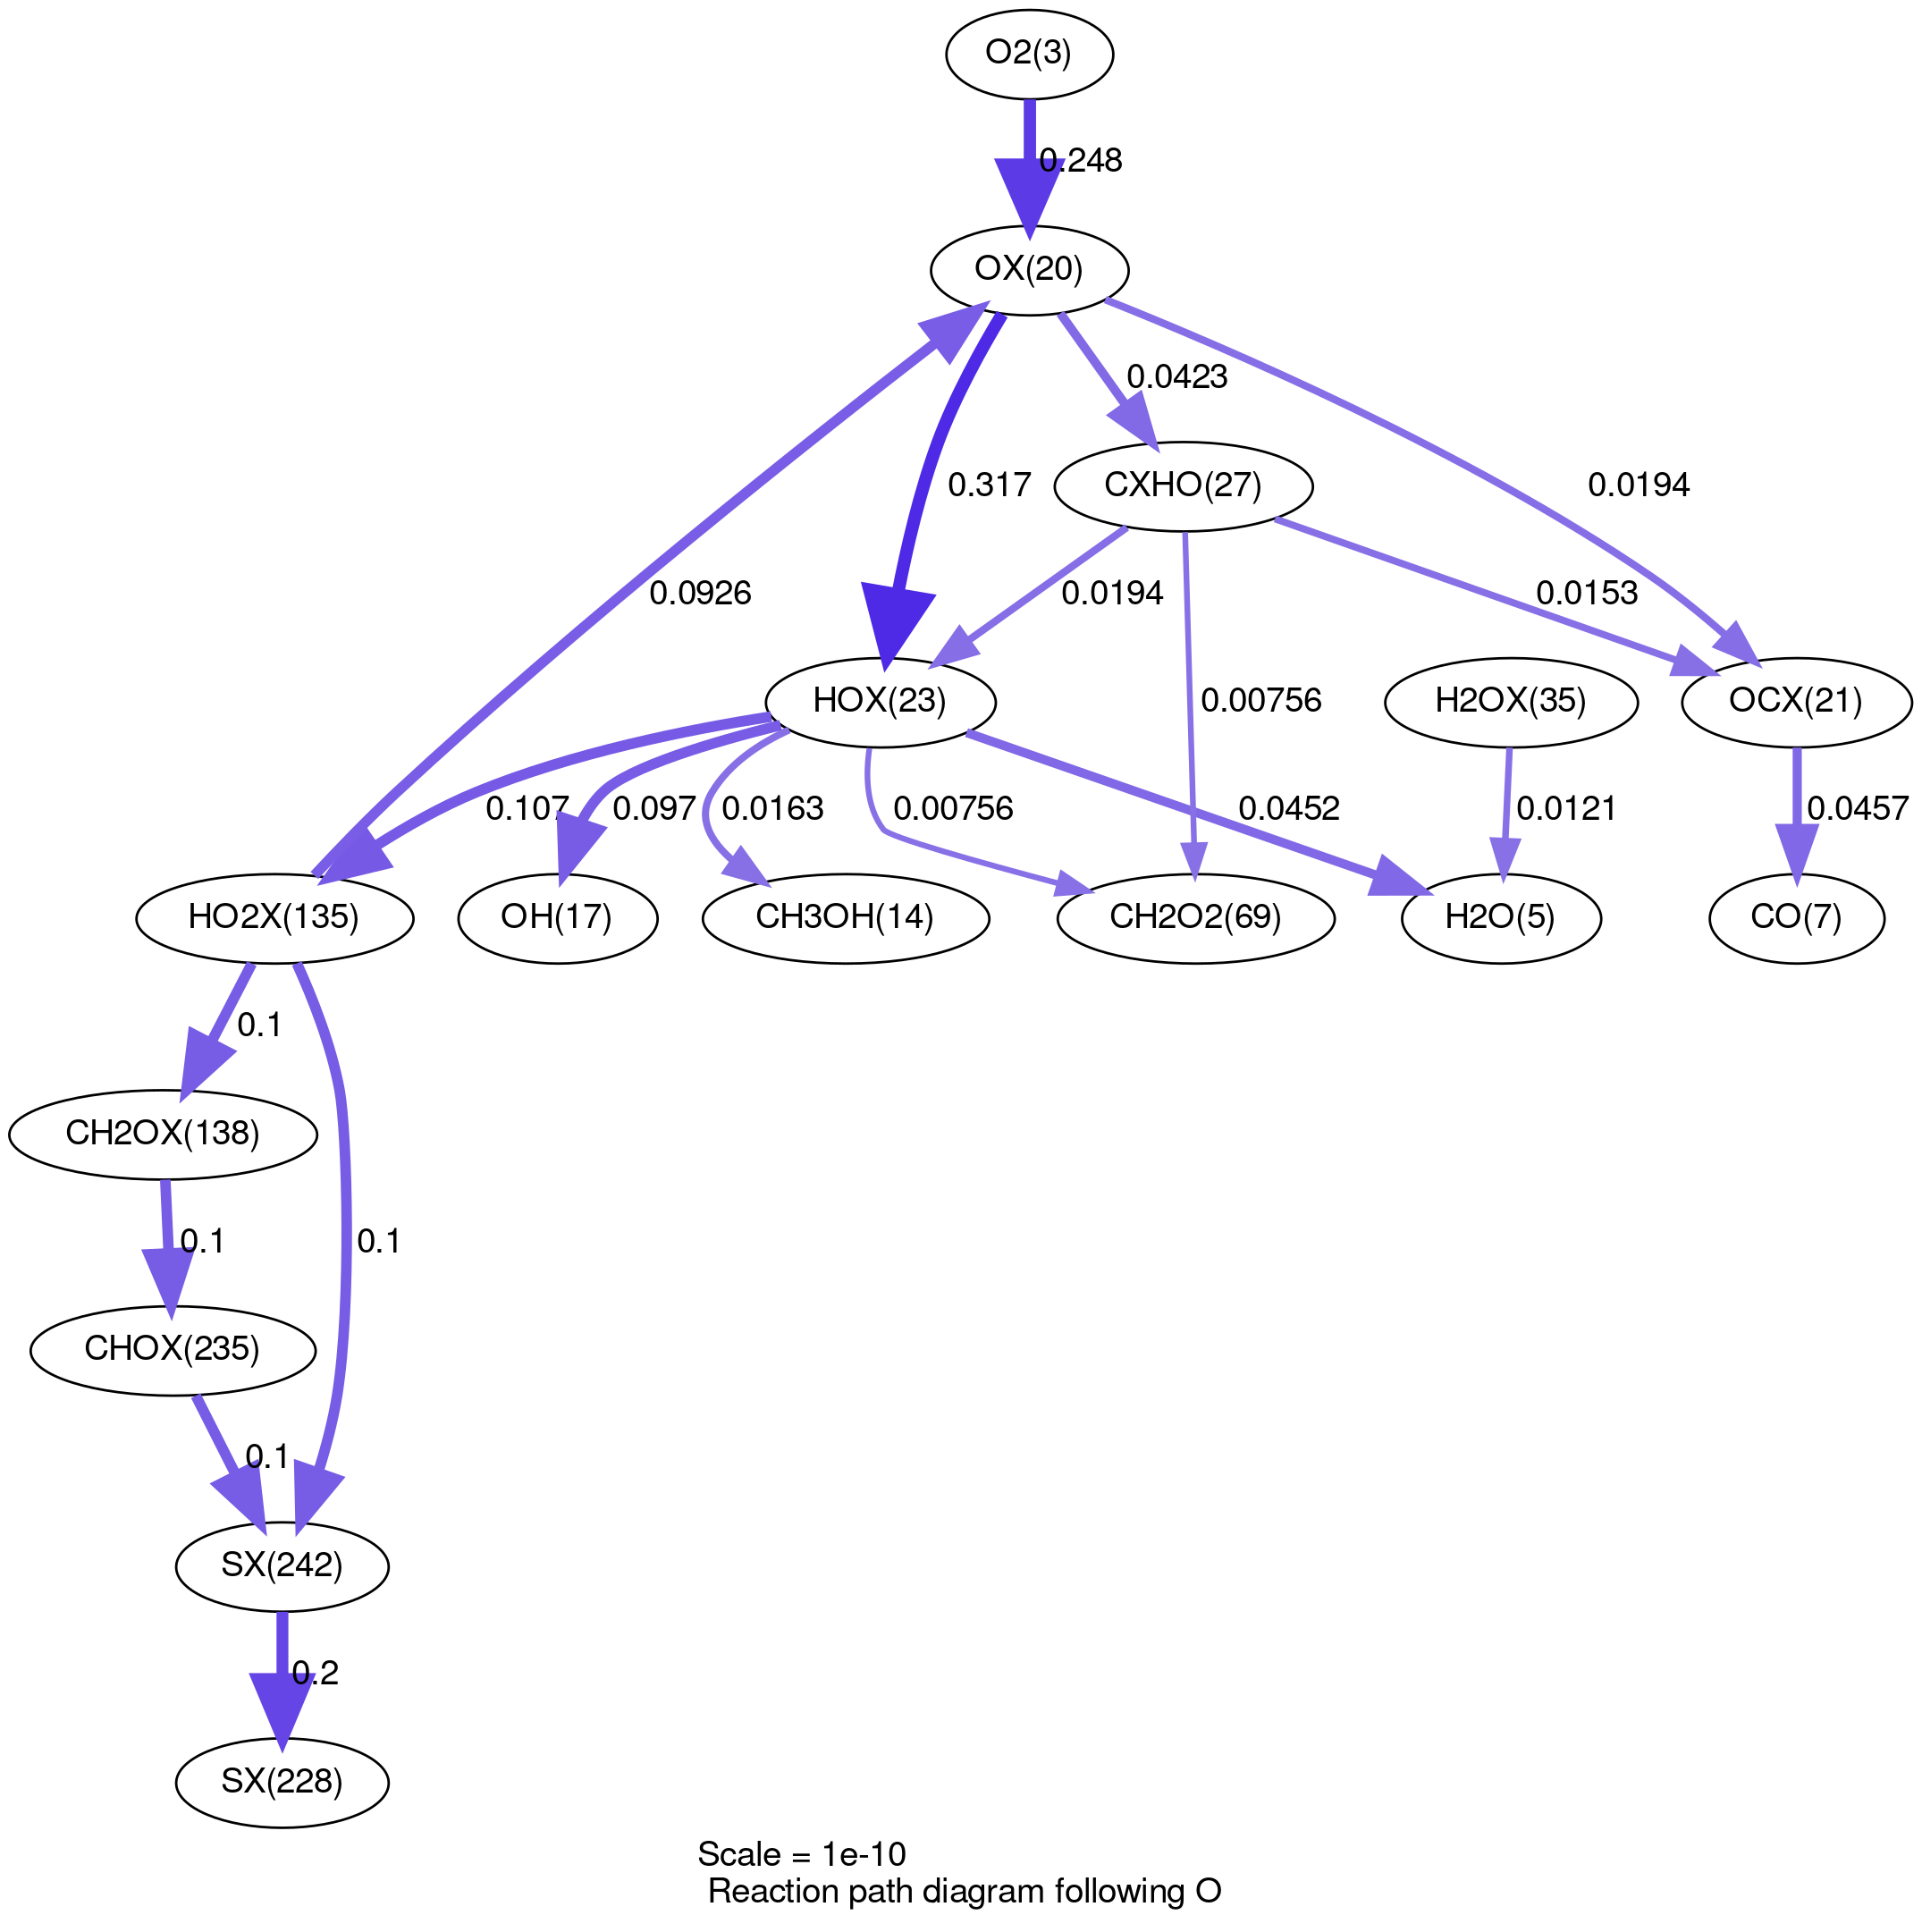 O2(3)
0.248
OX(20)
0.0423
0.317
CXHO(27)
0.0194
0.0926
0.0194
0.0153
HOX(23)
0.00756
H2OX(35)
OCX(21)
0.107
0.097
0.0163
0.00756
0.0452
0.0121
0.0457
HO2X(135)
OH(17)
CH3OH(14)
CH2O2(69)
H2O(5)
CO(7)
0.1
CH2OX(138)
0.1
0.1
CHOX(235)
0.1
SX(242)
0.2
SX(228)
Scale = 1e-10
Reaction path diagram following O